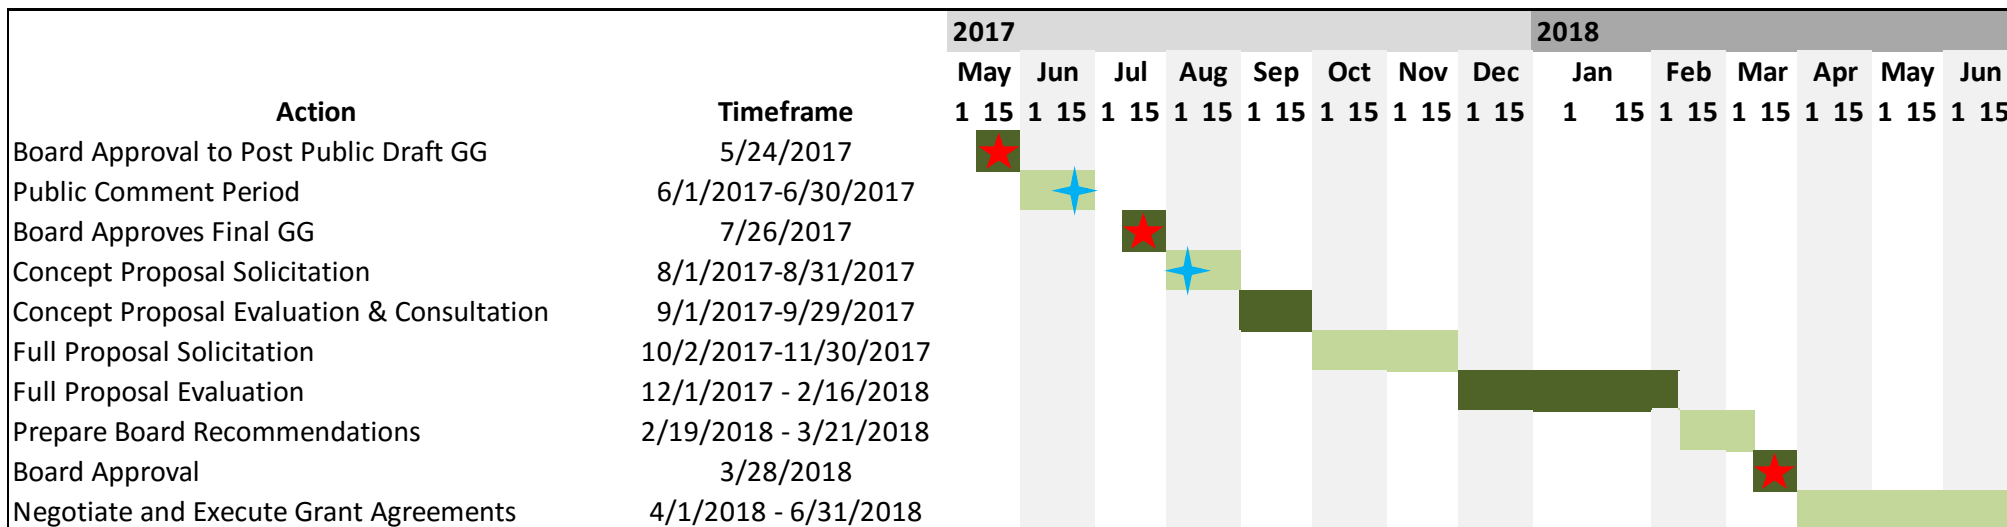 2017 2018
May Jun Jul Aug Sep Oct Nov Dec Jan Feb Mar Apr May Jun
Action Timeframe 1 15 1 15 1 15 1 15 1 15 1 15 1 15 1 15 1 15 1 15 1 15 1 15 1 15 1 15
Board Approval to Post Public Draft GG 5/24/2017
Public Comment Period 6/1/2017-6/30/2017
Board Approves Final GG 7/26/2017
Concept Proposal Solicitation 8/1/2017-8/31/2017
Concept Proposal Evaluation & Consultation 9/1/2017-9/29/2017
Full Proposal Solicitation 10/2/2017-11/30/2017
Full Proposal Evaluation 12/1/2017 - 2/16/2018
Prepare Board Recommendations 2/19/2018 - 3/21/2018
Board Approval 3/28/2018
Negotiate and Execute Grant Agreements 4/1/2018 - 6/31/2018